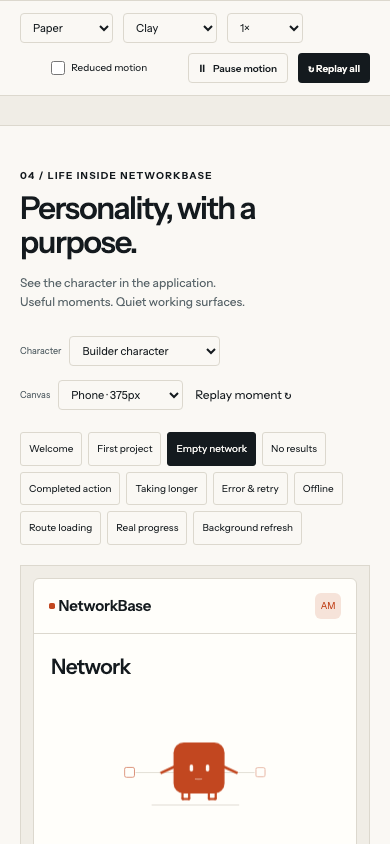 Paper Clay 1×
Reduced motion Pause motion ↻ Replay all
04 / LIFE INSIDE NETWORKBASE
Personality, with a
purpose.
See the character in the application.
Useful moments. Quiet working surfaces.
Character Builder character
Canvas Phone · 375px Replay moment ↻
Welcome First project Empty network No results
Completed action Taking longer Error & retry Offline
Route loading Real progress Background refresh
NetworkBase AM
Network